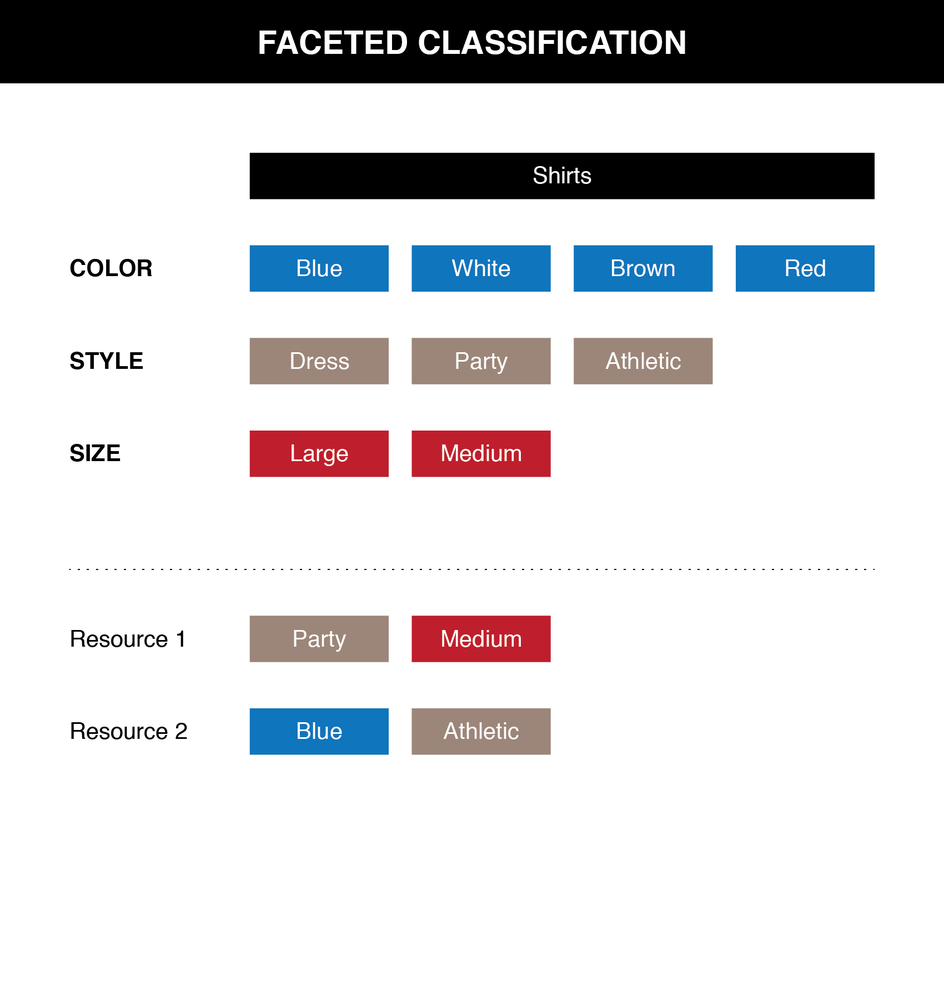 FACETED CLASSIFICATION
Shirts
COLOR Blue White Brown Red
STYLE Dress Party Athletic
SIZE Large Medium
Resource 1 Party Medium
Resource 2 Blue Athletic